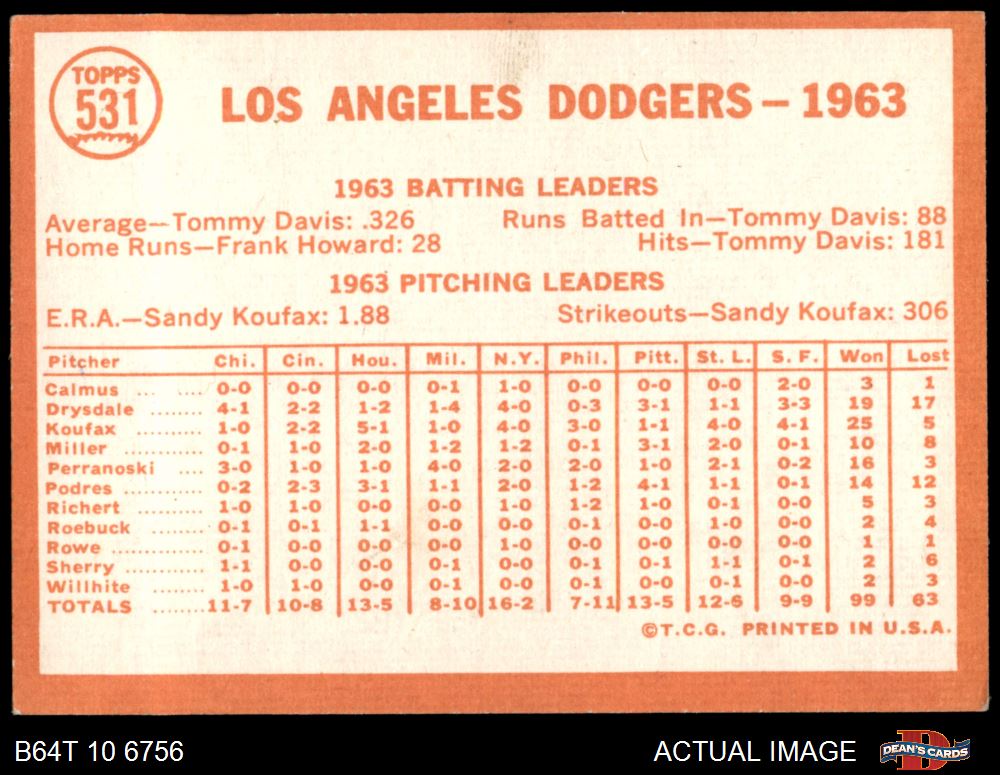 TOPPS
531
LOS ANGELES DODGERS – 1963
1963 BATTING LEADERS
Average—Tommy Davis: .326 Runs Batted In—Tommy Davis: 88
Home Runs—Frank Howard: 28 Hits—Tommy Davis: 181
1963 PITCHING LEADERS
E.R.A.—Sandy Koufax: 1.88 Strikeouts—Sandy Koufax: 306
Pitcher Chi. Cin. Hou. Mil. N.Y. Phil. Pitt. St. L. S. F. Won Lost
Calmus ... .... 0-0 0-0 0-0 0-1 1-0 0-0 0-0 0-0 2-0 3 1
Drysdale ........ 4-1 2-2 1-2 1-4 4-0 0-3 3-1 1-1 3-3 19 17
Koufax .......... 1-0 2-2 5-1 1-0 4-0 3-0 1-1 4-0 4-1 25 5
Miller .......... 0-1 1-0 2-0 1-2 1-2 0-1 3-1 2-0 0-1 10 8
Perranoski .... 3-0 1-0 1-0 4-0 2-0 2-0 1-0 2-1 0-2 16 3
Podres ............ 0-2 2-3 3-1 1-1 2-0 1-2 4-1 1-1 0-1 14 12
Richert .......... 1-0 1-0 0-0 0-0 1-0 1-2 1-0 0-1 0-0 5 3
Roebuck ........ 0-1 0-1 1-1 0-0 0-0 0-1 0-0 1-0 0-0 2 4
Rowe ............. 0-1 0-0 0-0 0-0 1-0 0-0 0-0 0-0 0-0 1 1
Sherry ............ 1-1 0-0 0-0 0-1 0-0 0-1 0-1 1-1 0-1 2 6
Willhite ........ 1-0 1-0 0-0 0-1 0-0 0-1 0-0 0-1 0-0 2 3
TOTALS ........ 11-7 10-8 13-5 8-10 16-2 7-11 13-5 12-6 9-9 99 63
©T.C.G. PRINTED IN U.S.A.
B64T 10 6756 ACTUAL IMAGE
D
DEAN'S CARDS